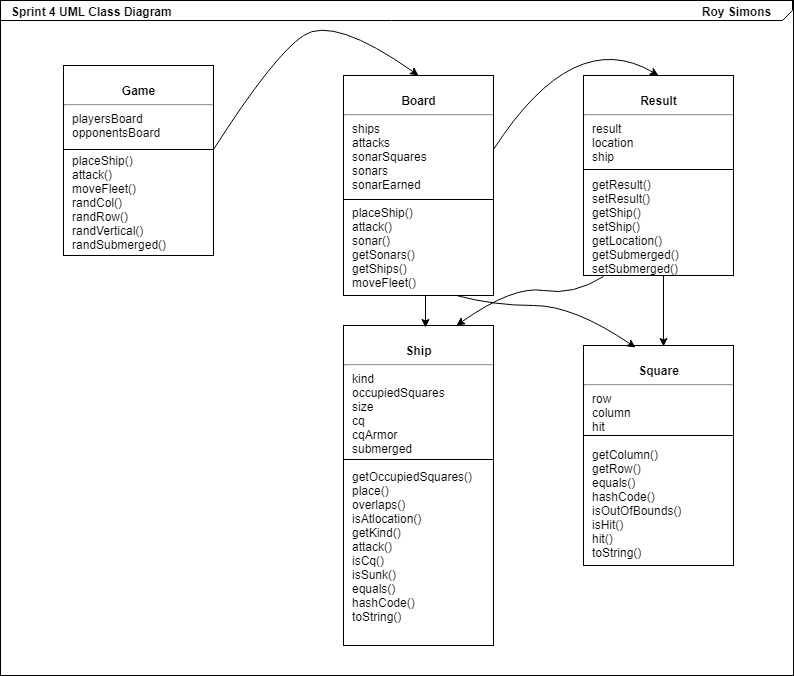 Sprint 4 UML Class Diagram
Roy Simons
Game
playersBoard
opponentsBoard
placeShip()
attack()
moveFleet()
randCol()
randRow()
randVertical()
randSubmerged()
Board
ships
attacks
sonarSquares
sonars
sonarEarned
placeShip()
attack()
sonar()
getSonars()
getShips()
moveFleet()
Result
result
location
ship
getResult()
setResult()
getShip()
setShip()
getLocation()
getSubmerged()
setSubmerged()
Ship
kind
occupiedSquares
size
cq
cqArmor
submerged
getOccupiedSquares()
place()
overlaps()
isAtlocation()
getKind()
attack()
isCq()
isSunk()
equals()
hashCode()
toString()
Square
row
column
hit
getColumn()
getRow()
equals()
hashCode()
isOutOfBounds()
isHit()
hit()
toString()